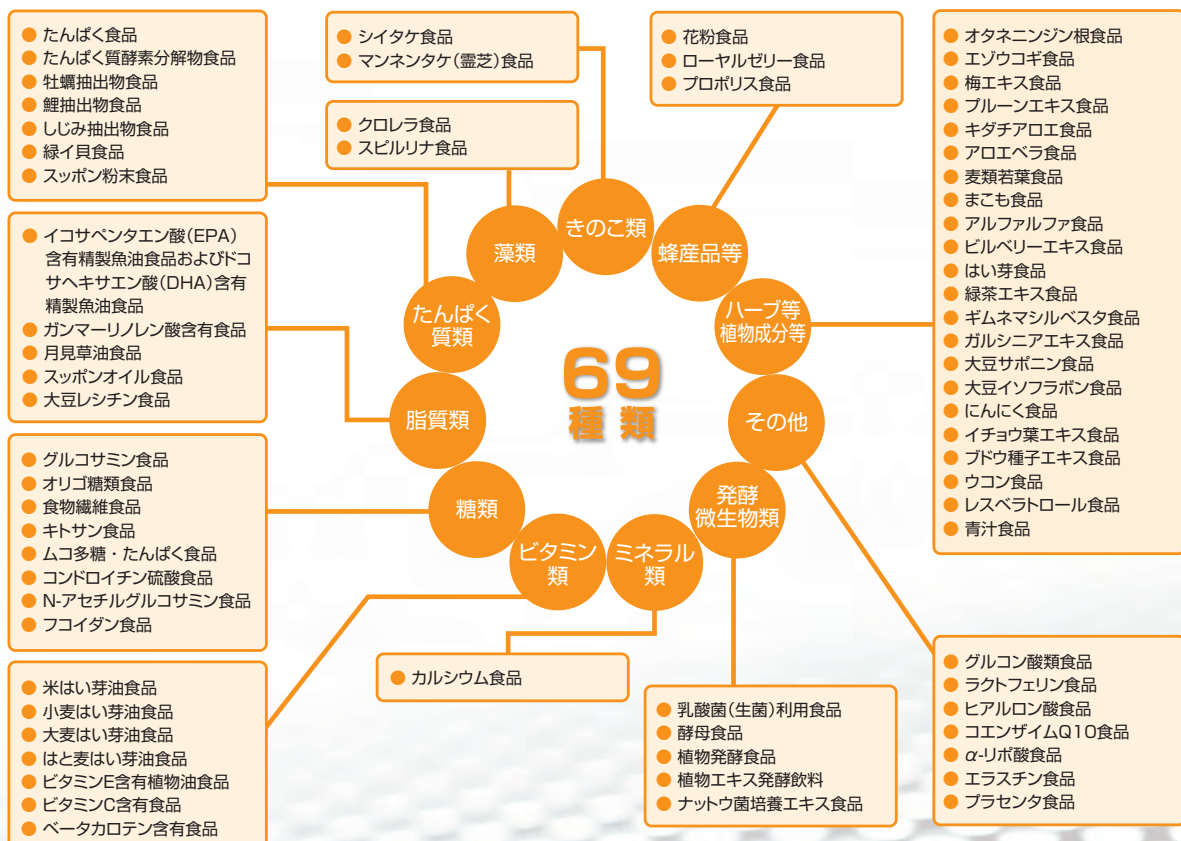 たんぱく食品
たんぱく質酵素分解物食品
牡蠣抽出物食品
鯉抽出物食品
しじみ抽出物食品
緑イ貝食品
スッポン粉末食品
シイタケ食品
マンネンタケ(霊芝)食品
クロレラ食品
スピルリナ食品
花粉食品
ローヤルゼリー食品
プロポリス食品
オタネニンジン根食品
エゾウコギ食品
梅エキス食品
プルーンエキス食品
キダチアロエ食品
アロエベラ食品
麦類若葉食品
まこも食品
アルファルファ食品
ビルベリーエキス食品
はい芽食品
緑茶エキス食品
ギムネマシルベスタ食品
ガルシニアエキス食品
大豆サポニン食品
大豆イソフラボン食品
にんにく食品
イチョウ葉エキス食品
ブドウ種子エキス食品
ウコン食品
レスベラトロール食品
青汁食品
イコサペンタエン酸(EPA)
含有精製魚油食品およびドコ
サヘキサエン酸(DHA)含有
精製魚油食品
ガンマーリノレン酸含有食品
月見草油食品
スッポンオイル食品
大豆レシチン食品
グルコサミン食品
オリゴ糖類食品
食物繊維食品
キトサン食品
ムコ多糖・たんぱく食品
コンドロイチン硫酸食品
N-アセチルグルコサミン食品
フコイダン食品
米はい芽油食品
小麦はい芽油食品
大麦はい芽油食品
はと麦はい芽油食品
ビタミンE含有植物油食品
ビタミンC含有食品
ベータカロテン含有食品
きのこ類
藻類
蜂産品等
たんぱく
質類
ハーブ等
植物成分等
69
種類
脂質類
その他
糖類
発酵
微生物類
ビタミン
類
ミネラル
類
カルシウム食品
乳酸菌(生菌)利用食品
酵母食品
植物発酵食品
植物エキス発酵飲料
ナットウ菌培養エキス食品
グルコン酸類食品
ラクトフェリン食品
ヒアルロン酸食品
コエンザイムQ10食品
α-リポ酸食品
エラスチン食品
プラセンタ食品